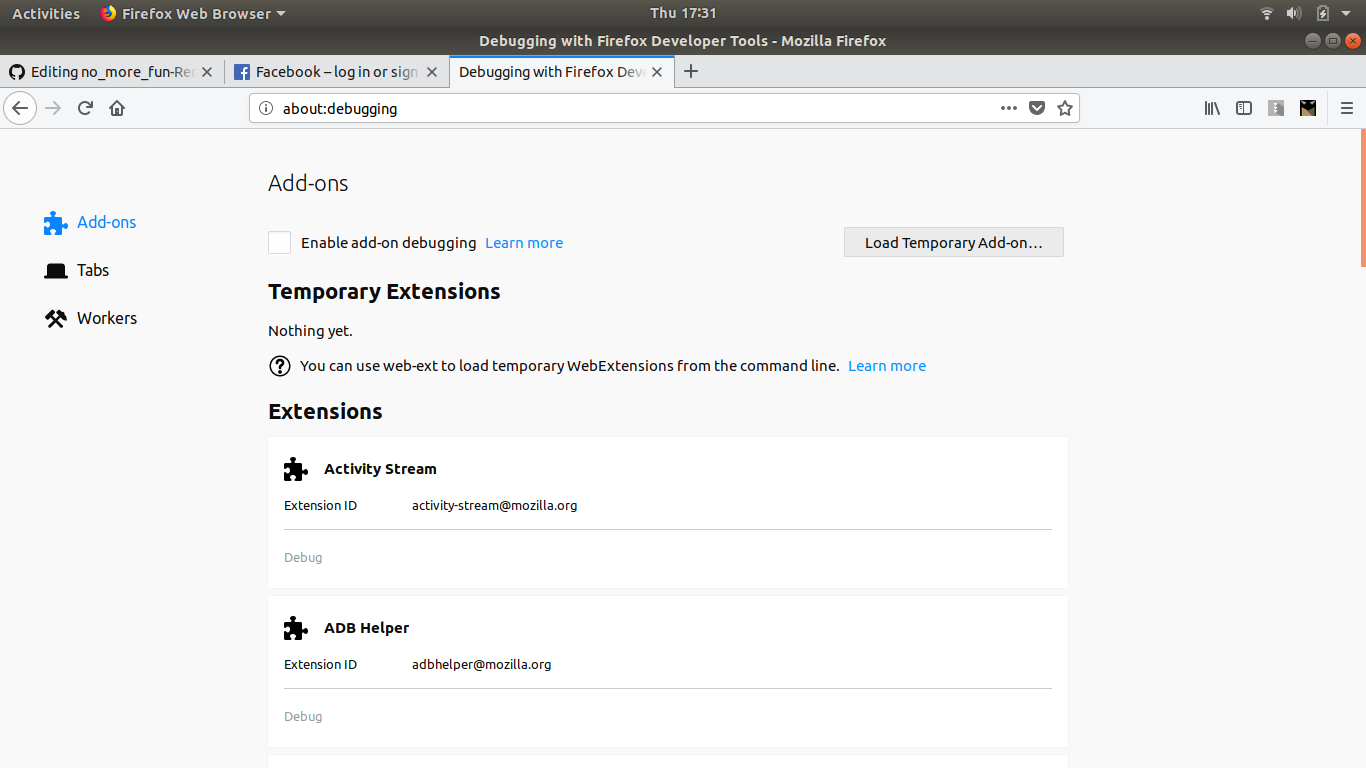 Activities Firefox Web Browser Thu 17:31
Debugging with Firefox Developer Tools - Mozilla Firefox
Editing no_more_fun-Re Facebook – log in or sign Debugging with Firefox Dev
about:debugging
Add-ons
Add-ons
Enable add-on debugging Learn more Load Temporary Add-on…
Tabs
Temporary Extensions
Workers
Nothing yet.
You can use web-ext to load temporary WebExtensions from the command line. Learn more
Extensions
Activity Stream
Extension ID activity-stream@mozilla.org
Debug
ADB Helper
Extension ID adbhelper@mozilla.org
Debug